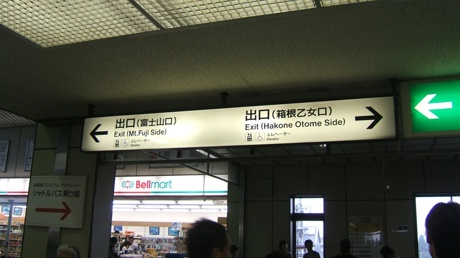 出口(富士山口)
Exit (Mt.Fuji Side)
エレベーター
Elevator
出口(箱根乙女口)
Exit (Hakone Otome Side)
エレベーター
Elevator
Bellmart
シャトルバス乗り場